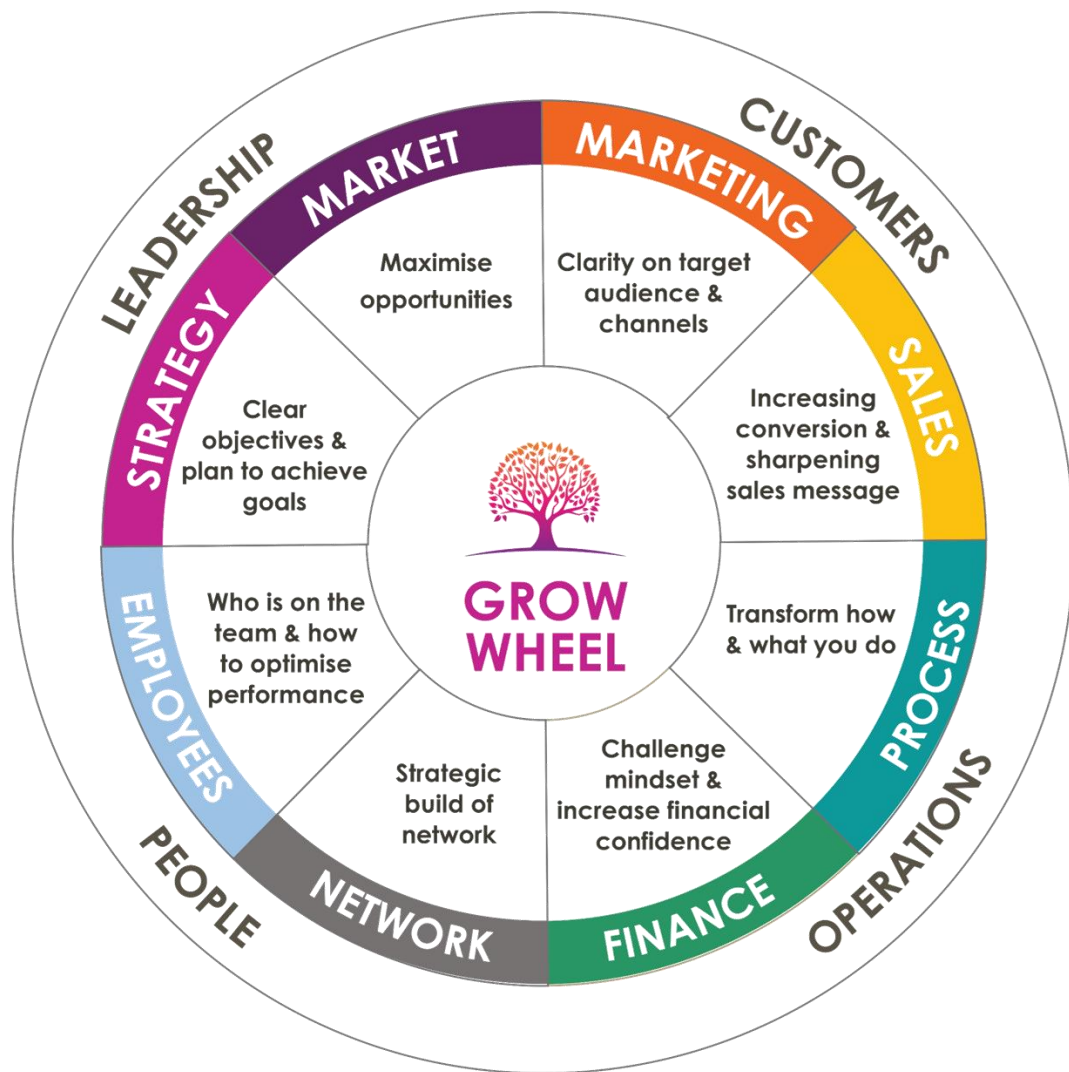 LEADERSHIP
CUSTOMERS
OPERATIONS
PEOPLE
MARKET
Maximise
opportunities
MARKETING
Clarity on target
audience &
channels
SALES
Increasing
conversion &
sharpening
sales message
PROCESS
Transform how
& what you do
FINANCE
Challenge
mindset &
increase financial
confidence
NETWORK
Strategic
build of
network
EMPLOYEES
Who is on the
team & how
to optimise
performance
STRATEGY
Clear
objectives &
plan to achieve
goals
GROW
WHEEL